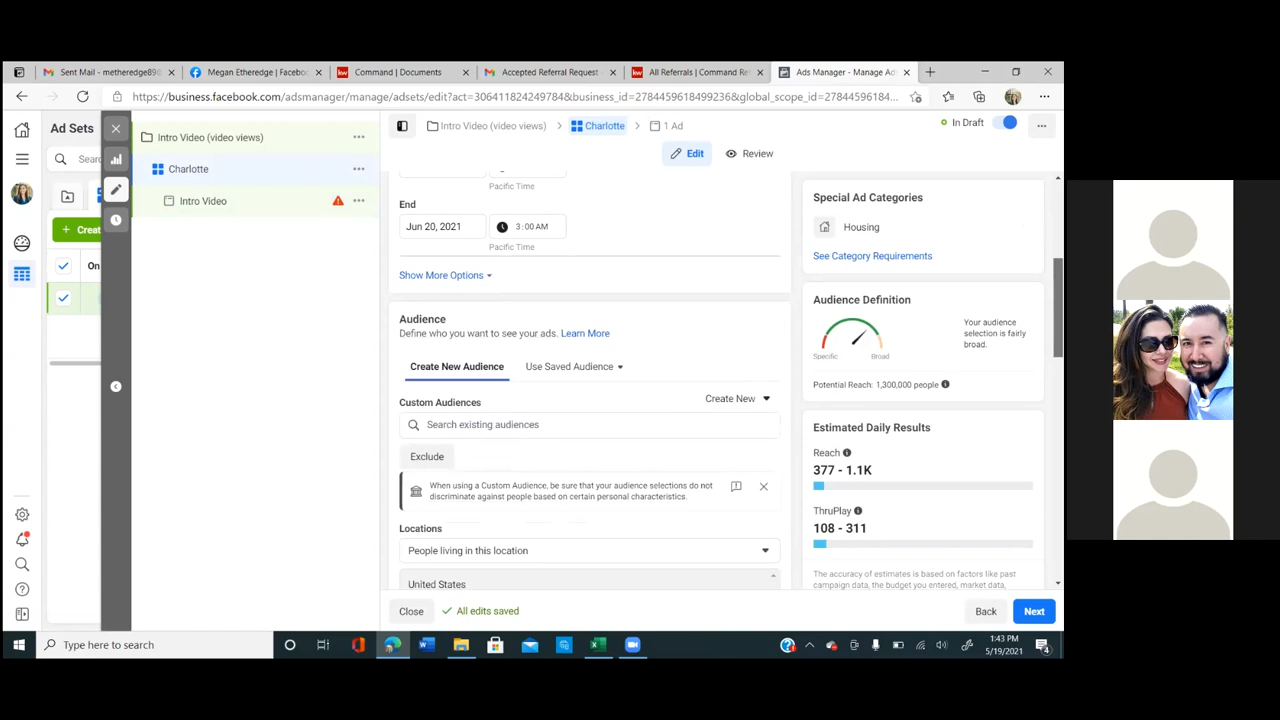 Sent Mail - metheredge89
Megan Etheredge | Facebo
Command | Documents
Accepted Referral Request -
All Referrals | Command Re
Ads Manager - Manage Ads
https://business.facebook.com/adsmanager/manage/adsets/edit?act=306411824249784&business_id=278445961849923​6&global_scope_id=27844596184...
Ad Sets
Intro Video (video views)
Intro Video (video views)
Charlotte
1 Ad
In Draft
Edit
Review
Sear
Charlotte
Pacific Time
Special Ad Categories
Intro Video
End
Jun 20, 2021
3:00 AM
Housing
+ Creat
Pacific Time
See Category Requirements
On
Show More Options
Audience Definition
Audience
Define who you want to see your ads. Learn More
Your audience
selection is fairly
broad.
Specific
Broad
Create New Audience
Use Saved Audience
Potential Reach: 1,300,000 people
Custom Audiences
Create New
Search existing audiences
Estimated Daily Results
Exclude
Reach
377 - 1.1K
When using a Custom Audience, be sure that your audience selections do not
discriminate against people based on certain personal characteristics.
ThruPlay
108 - 311
Locations
People living in this location
The accuracy of estimates is based on factors like past
campaign data, the budget you entered, market data,
United States
Close
All edits saved
Back
Next
Type here to search
1:43 PM
5/19/2021
4